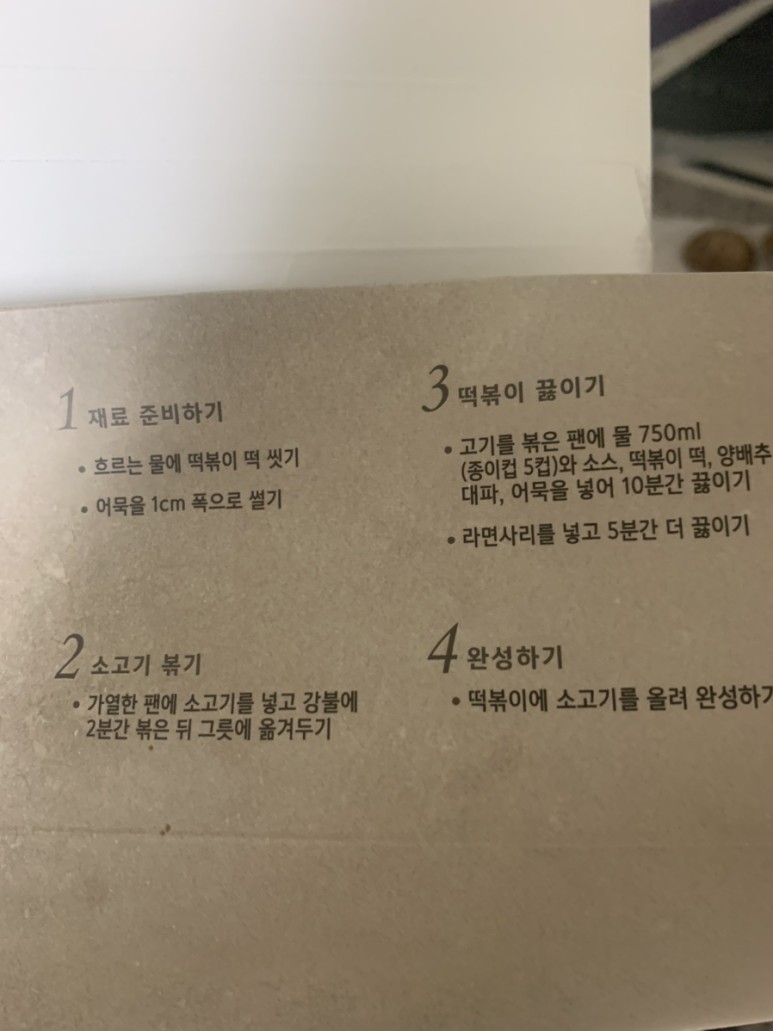 1 재료 준비하기
• 흐르는 물에 떡볶이 떡 씻기
• 어묵을 1cm 폭으로 썰기
2 소고기 볶기
• 가열한 팬에 소고기를 넣고 강불에
2분간 볶은 뒤 그릇에 옮겨두기
3 떡볶이 끓이기
• 고기를 볶은 팬에 물 750ml
(종이컵 5컵)와 소스, 떡볶이 떡, 양배추
대파, 어묵을 넣어 10분간 끓이기
• 라면사리를 넣고 5분간 더 끓이기
4 완성하기
• 떡볶이에 소고기를 올려 완성하기